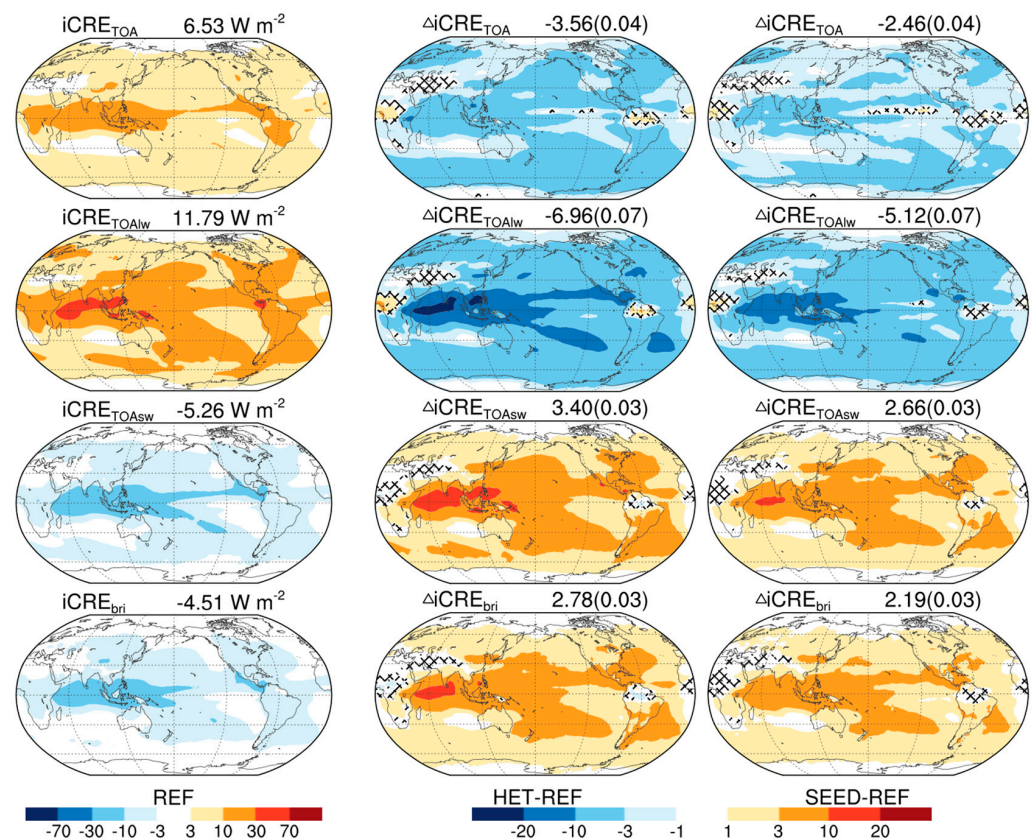 iCRE_TOA 6.53 W m⁻² ΔiCRE_TOA -3.56(0.04) ΔiCRE_TOA -2.46(0.04)
iCRE_TOAlw 11.79 W m⁻² ΔiCRE_TOAlw -6.96(0.07) ΔiCRE_TOAlw -5.12(0.07)
iCRE_TOAsw -5.26 W m⁻² ΔiCRE_TOAsw 3.40(0.03) ΔiCRE_TOAsw 2.66(0.03)
iCRE_bri -4.51 W m⁻² ΔiCRE_bri 2.78(0.03) ΔiCRE_bri 2.19(0.03)
REF HET-REF SEED-REF
-70 -30 -10 -3 3 10 30 70 -20 -10 -3 -1 1 3 10 20